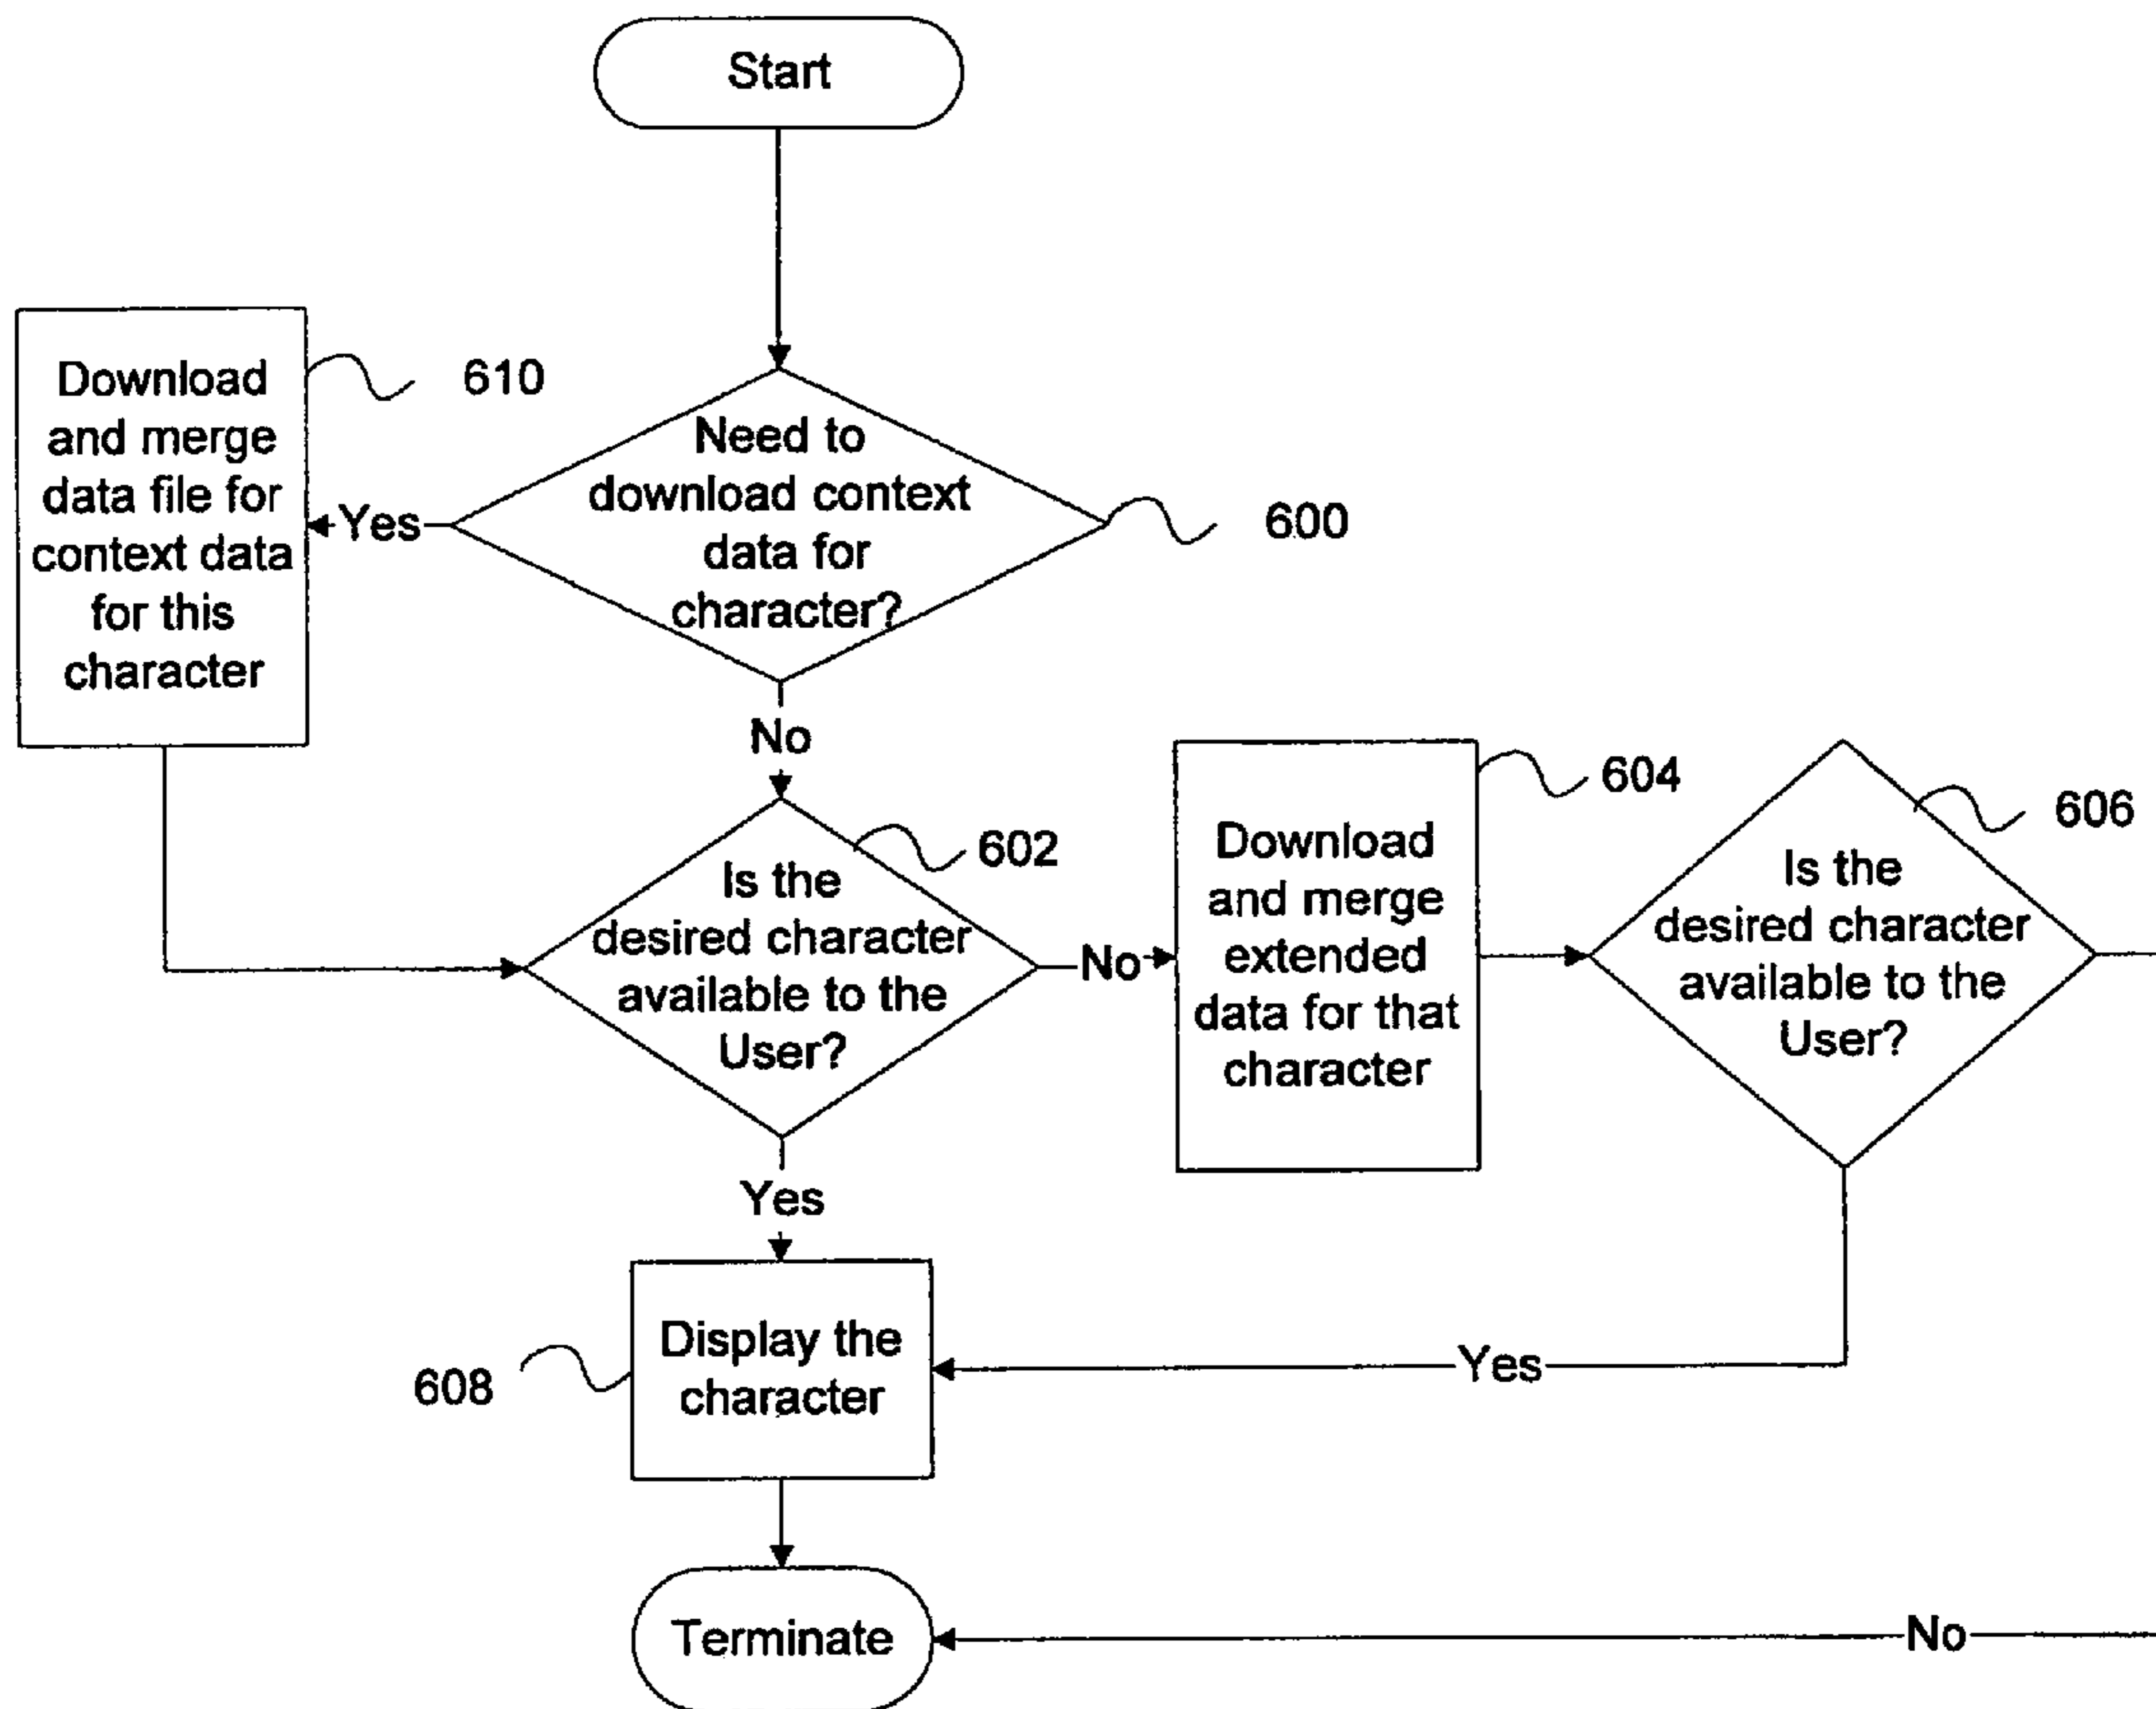 Start
Download
and merge
data file for
context data
for this
character
610
Yes
Need to
download context
data for
character?
600
No
Is the
desired character
available to the
User?
602
No
Download
and merge
extended
data for that
character
604
Is the
desired character
available to the
User?
606
Yes
Display the
character
608
Yes
Terminate
No